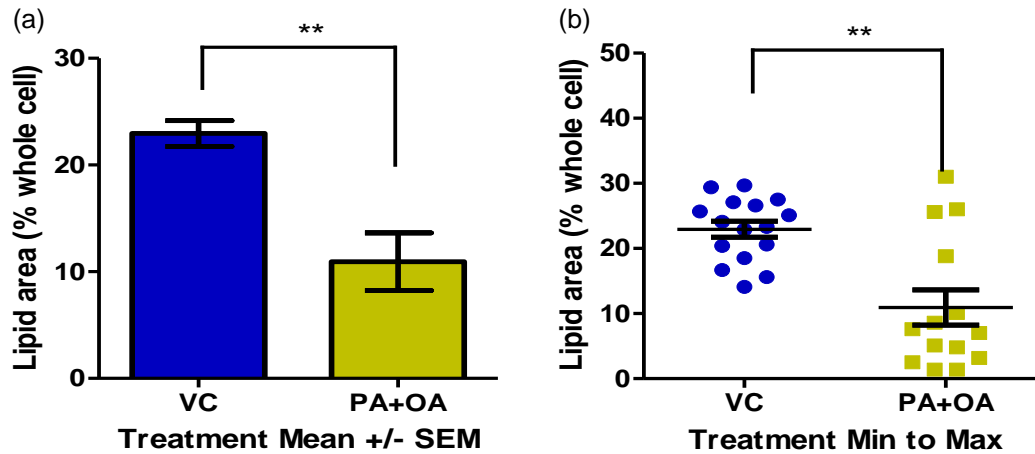 (a)
**
30
20
10
0
Lipid area (% whole cell)
VC PA+OA
Treatment Mean +/- SEM
(b)
**
50
40
30
20
10
0
Lipid area (% whole cell)
VC PA+OA
Treatment Min to Max